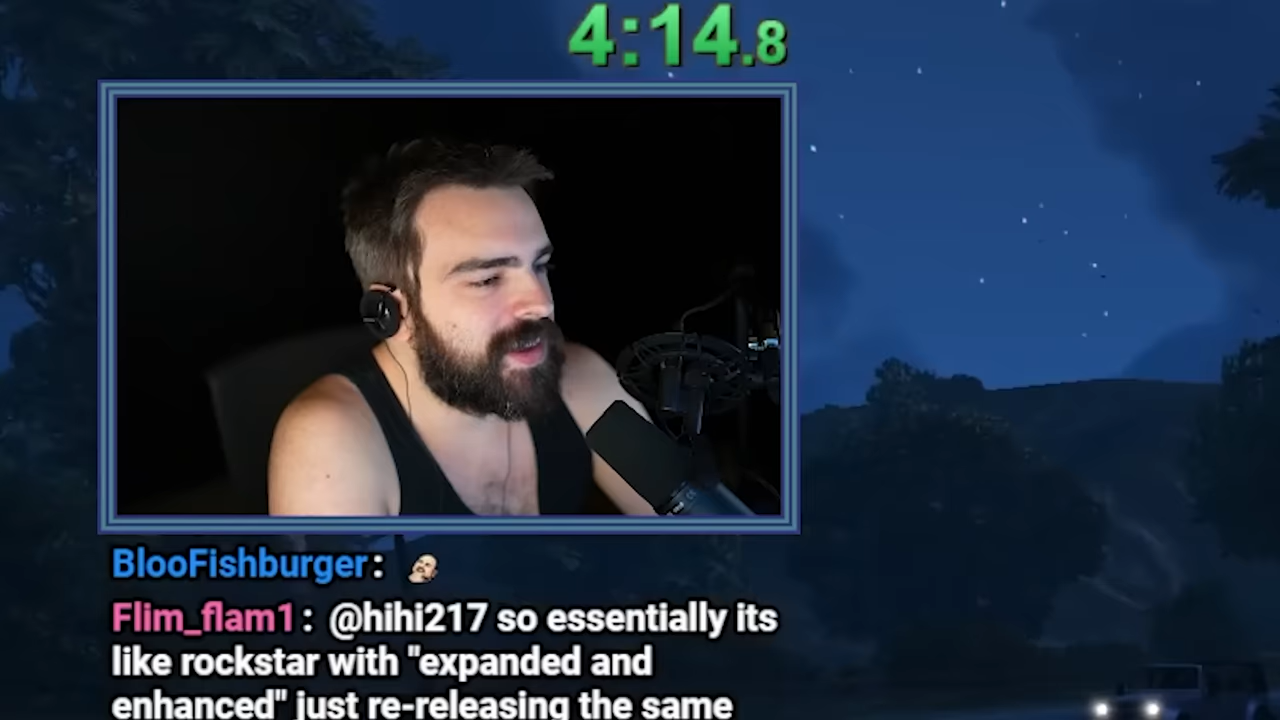 4:14.8
BlooFishburger:
Flim_flam1: @hihi217 so essentially its
like rockstar with "expanded and
enhanced" just re-releasing the same